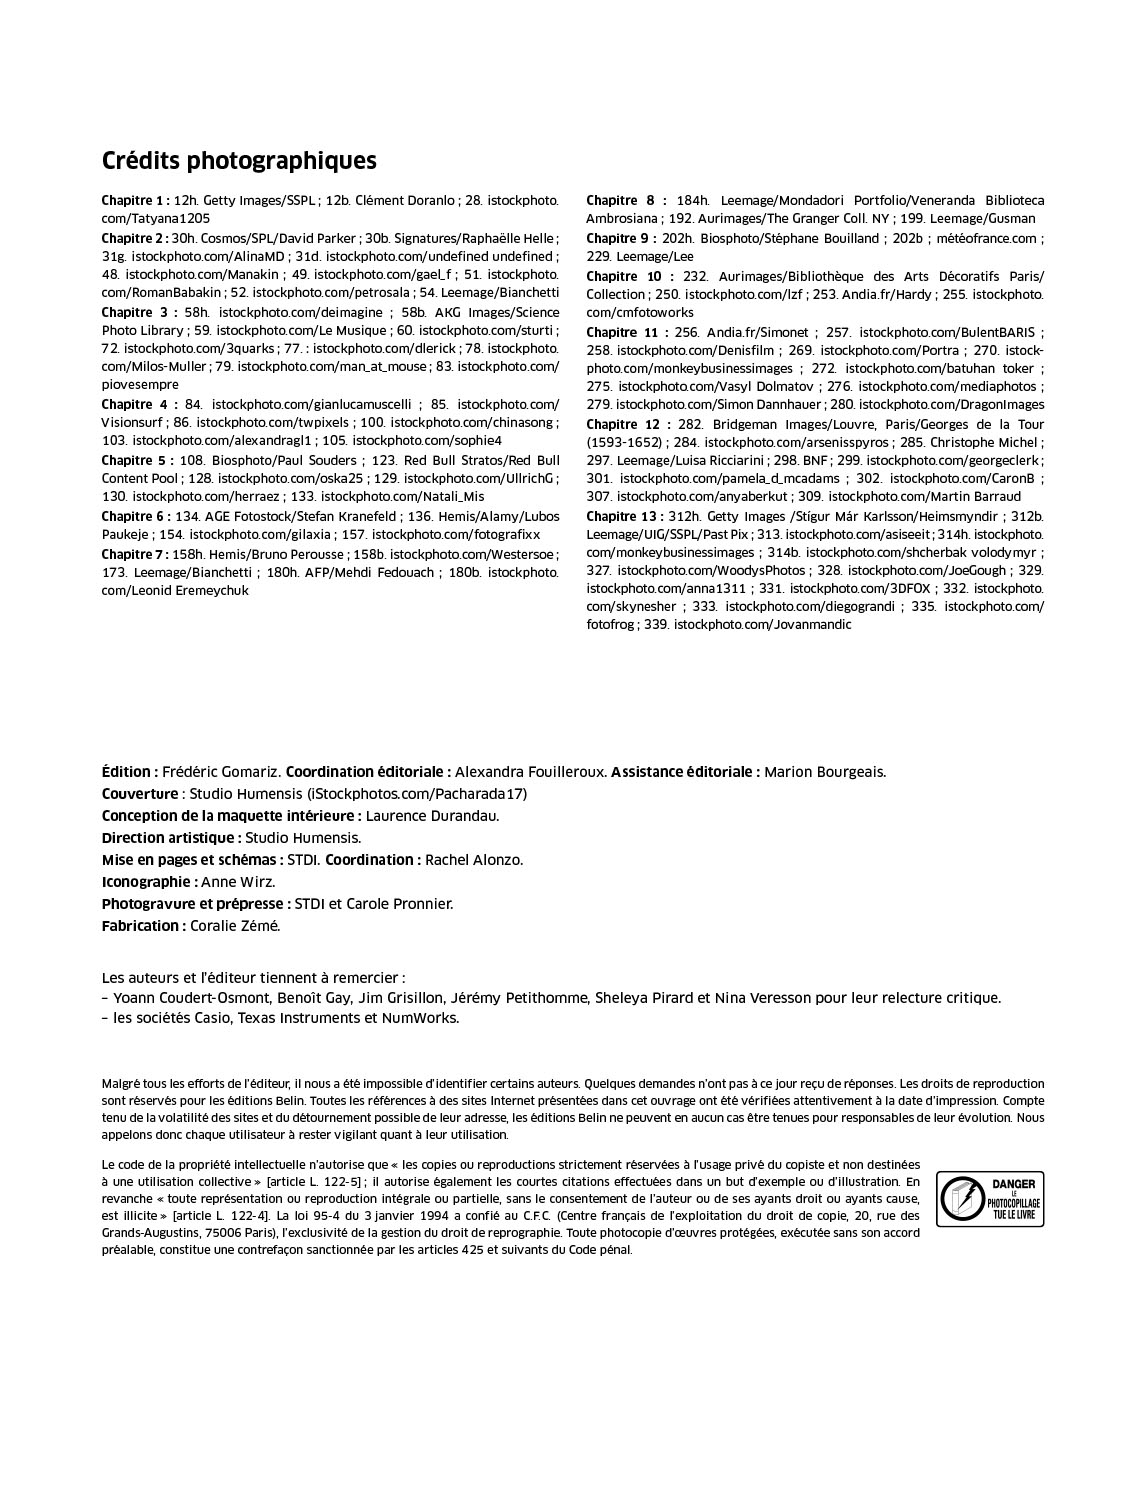 Crédits photographiques
Chapitre 1 : 12h. Getty Images/SSPL ; 12b. Clément Doranlo ; 28. istockphoto.
com/Tatyana1205
Chapitre 2 : 30h. Cosmos/SPL/David Parker ; 30b. Signatures/Raphaëlle Helle ;
31g. istockphoto.com/AlinaMD ; 31d. istockphoto.com/undefined undefined ;
48. istockphoto.com/Manakin ; 49. istockphoto.com/gael_f ; 51. istockphoto.
com/RomanBabakin ; 52. istockphoto.com/petrosala ; 54. Leemage/Bianchetti
Chapitre 3 : 58h. istockphoto.com/deimagine ; 58b. AKG Images/Science
Photo Library ; 59. istockphoto.com/Le Musique ; 60. istockphoto.com/sturti ;
72. istockphoto.com/3quarks ; 77. : istockphoto.com/dlerick ; 78. istockphoto.
com/Milos-Muller ; 79. istockphoto.com/man_at_mouse ; 83. istockphoto.com/
piovesempre
Chapitre 4 : 84. istockphoto.com/gianlucamuscelli ; 85. istockphoto.com/
Visionsurf ; 86. istockphoto.com/twpixels ; 100. istockphoto.com/chinasong ;
103. istockphoto.com/alexandragl1 ; 105. istockphoto.com/sophie4
Chapitre 5 : 108. Biosphoto/Paul Souders ; 123. Red Bull Stratos/Red Bull
Content Pool ; 128. istockphoto.com/oska25 ; 129. istockphoto.com/UllrichG ;
130. istockphoto.com/herraez ; 133. istockphoto.com/Natali_Mis
Chapitre 6 : 134. AGE Fotostock/Stefan Kranefeld ; 136. Hemis/Alamy/Lubos
Paukeje ; 154. istockphoto.com/gilaxia ; 157. istockphoto.com/fotografixx
Chapitre 7 : 158h. Hemis/Bruno Perousse ; 158b. istockphoto.com/Westersoe ;
173. Leemage/Bianchetti ; 180h. AFP/Mehdi Fedouach ; 180b. istockphoto.
com/Leonid Eremeychuk
Chapitre 8 : 184h. Leemage/Mondadori Portfolio/Veneranda Biblioteca
Ambrosiana ; 192. Aurimages/The Granger Coll. NY ; 199. Leemage/Gusman
Chapitre 9 : 202h. Biosphoto/Stéphane Bouilland ; 202b ; météofrance.com ;
229. Leemage/Lee
Chapitre 10 : 232. Aurimages/Bibliothèque des Arts Décoratifs Paris/
Collection ; 250. istockphoto.com/lzf ; 253. Andia.fr/Hardy ; 255. istockphoto.
com/cmfotoworks
Chapitre 11 : 256. Andia.fr/Simonet ; 257. istockphoto.com/BulentBARIS ;
258. istockphoto.com/Denisfilm ; 269. istockphoto.com/Portra ; 270. istock-
photo.com/monkeybusinessimages ; 272. istockphoto.com/batuhan toker ;
275. istockphoto.com/Vasyl Dolmatov ; 276. istockphoto.com/mediaphotos ;
279. istockphoto.com/Simon Dannhauer ; 280. istockphoto.com/DragonImages
Chapitre 12 : 282. Bridgeman Images/Louvre, Paris/Georges de la Tour
(1593-1652) ; 284. istockphoto.com/arsenisspyros ; 285. Christophe Michel ;
297. Leemage/Luisa Ricciarini ; 298. BNF ; 299. istockphoto.com/georgeclerk ;
301. istockphoto.com/pamela_d_mcadams ; 302. istockphoto.com/CaronB ;
307. istockphoto.com/anyaberkut ; 309. istockphoto.com/Martin Barraud
Chapitre 13 : 312h. Getty Images /Stígur Már Karlsson/Heimsmyndir ; 312b.
Leemage/UIG/SSPL/Past Pix ; 313. istockphoto.com/asiseeit ; 314h. istockphoto.
com/monkeybusinessimages ; 314b. istockphoto.com/shcherbak volodymyr ;
327. istockphoto.com/WoodysPhotos ; 328. istockphoto.com/JoeGough ; 329.
istockphoto.com/anna1311 ; 331. istockphoto.com/3DFOX ; 332. istockphoto.
com/skynesher ; 333. istockphoto.com/diegograndi ; 335. istockphoto.com/
fotofrog ; 339. istockphoto.com/Jovanmandic
Édition : Frédéric Gomariz. Coordination éditoriale : Alexandra Fouilleroux. Assistance éditoriale : Marion Bourgeais.
Couverture : Studio Humensis (iStockphotos.com/Pacharada17)
Conception de la maquette intérieure : Laurence Durandau.
Direction artistique : Studio Humensis.
Mise en pages et schémas : STDI. Coordination : Rachel Alonzo.
Iconographie : Anne Wirz.
Photogravure et prépresse : STDI et Carole Pronnier.
Fabrication : Coralie Zémé.
Les auteurs et l'éditeur tiennent à remercier :
– Yoann Coudert-Osmont, Benoît Gay, Jim Grisillon, Jérémy Petithomme, Sheleya Pirard et Nina Veresson pour leur relecture critique.
– les sociétés Casio, Texas Instruments et NumWorks.
Malgré tous les efforts de l'éditeur, il nous a été impossible d'identifier certains auteurs. Quelques demandes n'ont pas à ce jour reçu de réponses. Les droits de reproduction
sont réservés pour les éditions Belin. Toutes les références à des sites Internet présentées dans cet ouvrage ont été vérifiées attentivement à la date d'impression. Compte
tenu de la volatilité des sites et du détournement possible de leur adresse, les éditions Belin ne peuvent en aucun cas être tenues pour responsables de leur évolution. Nous
appelons donc chaque utilisateur à rester vigilant quant à leur utilisation.
Le code de la propriété intellectuelle n'autorise que « les copies ou reproductions strictement réservées à l'usage privé du copiste et non destinées
à une utilisation collective » [article L. 122-5] ; il autorise également les courtes citations effectuées dans un but d'exemple ou d'illustration. En
revanche « toute représentation ou reproduction intégrale ou partielle, sans le consentement de l'auteur ou de ses ayants droit ou ayants cause,
est illicite » [article L. 122-4]. La loi 95-4 du 3 janvier 1994 a confié au C.F.C. (Centre français de l'exploitation du droit de copie, 20, rue des
Grands-Augustins, 75006 Paris), l'exclusivité de la gestion du droit de reprographie. Toute photocopie d'œuvres protégées, exécutée sans son accord
préalable, constitue une contrefaçon sanctionnée par les articles 425 et suivants du Code pénal.
DANGER
LE
PHOTOCOPILLAGE
TUE LE LIVRE